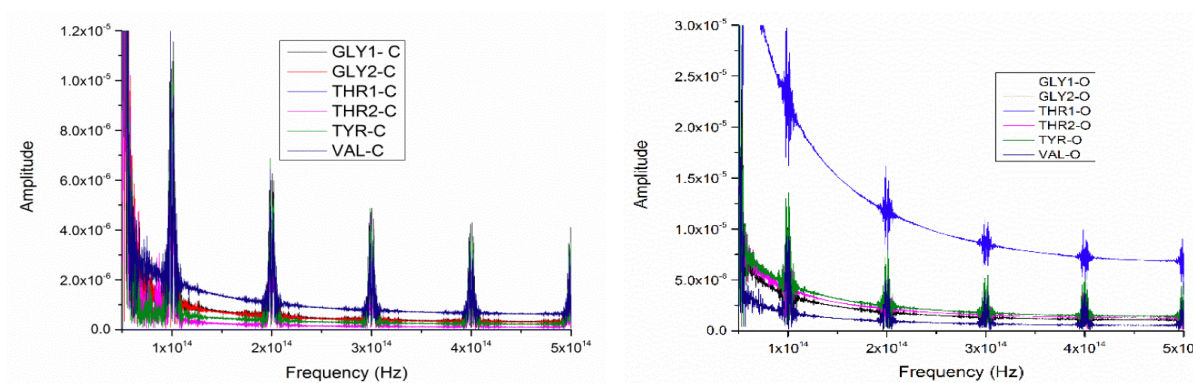 1.2x10⁻⁵
1.0x10⁻⁵
8.0x10⁻⁶
6.0x10⁻⁶
4.0x10⁻⁶
2.0x10⁻⁶
0.0
Amplitude
GLY1- C
GLY2-C
THR1-C
THR2-C
TYR-C
VAL-C
1x10¹⁴
2x10¹⁴
3x10¹⁴
4x10¹⁴
5x10¹⁴
Frequency (Hz)
3.0x10⁻⁵
2.5x10⁻⁵
2.0x10⁻⁵
1.5x10⁻⁵
1.0x10⁻⁵
5.0x10⁻⁶
0.0
Amplitude
GLY1-O
GLY2-O
THR1-O
THR2-O
TYR-O
VAL-O
1x10¹⁴
2x10¹⁴
3x10¹⁴
4x10¹⁴
5x10
Frequency (Hz)